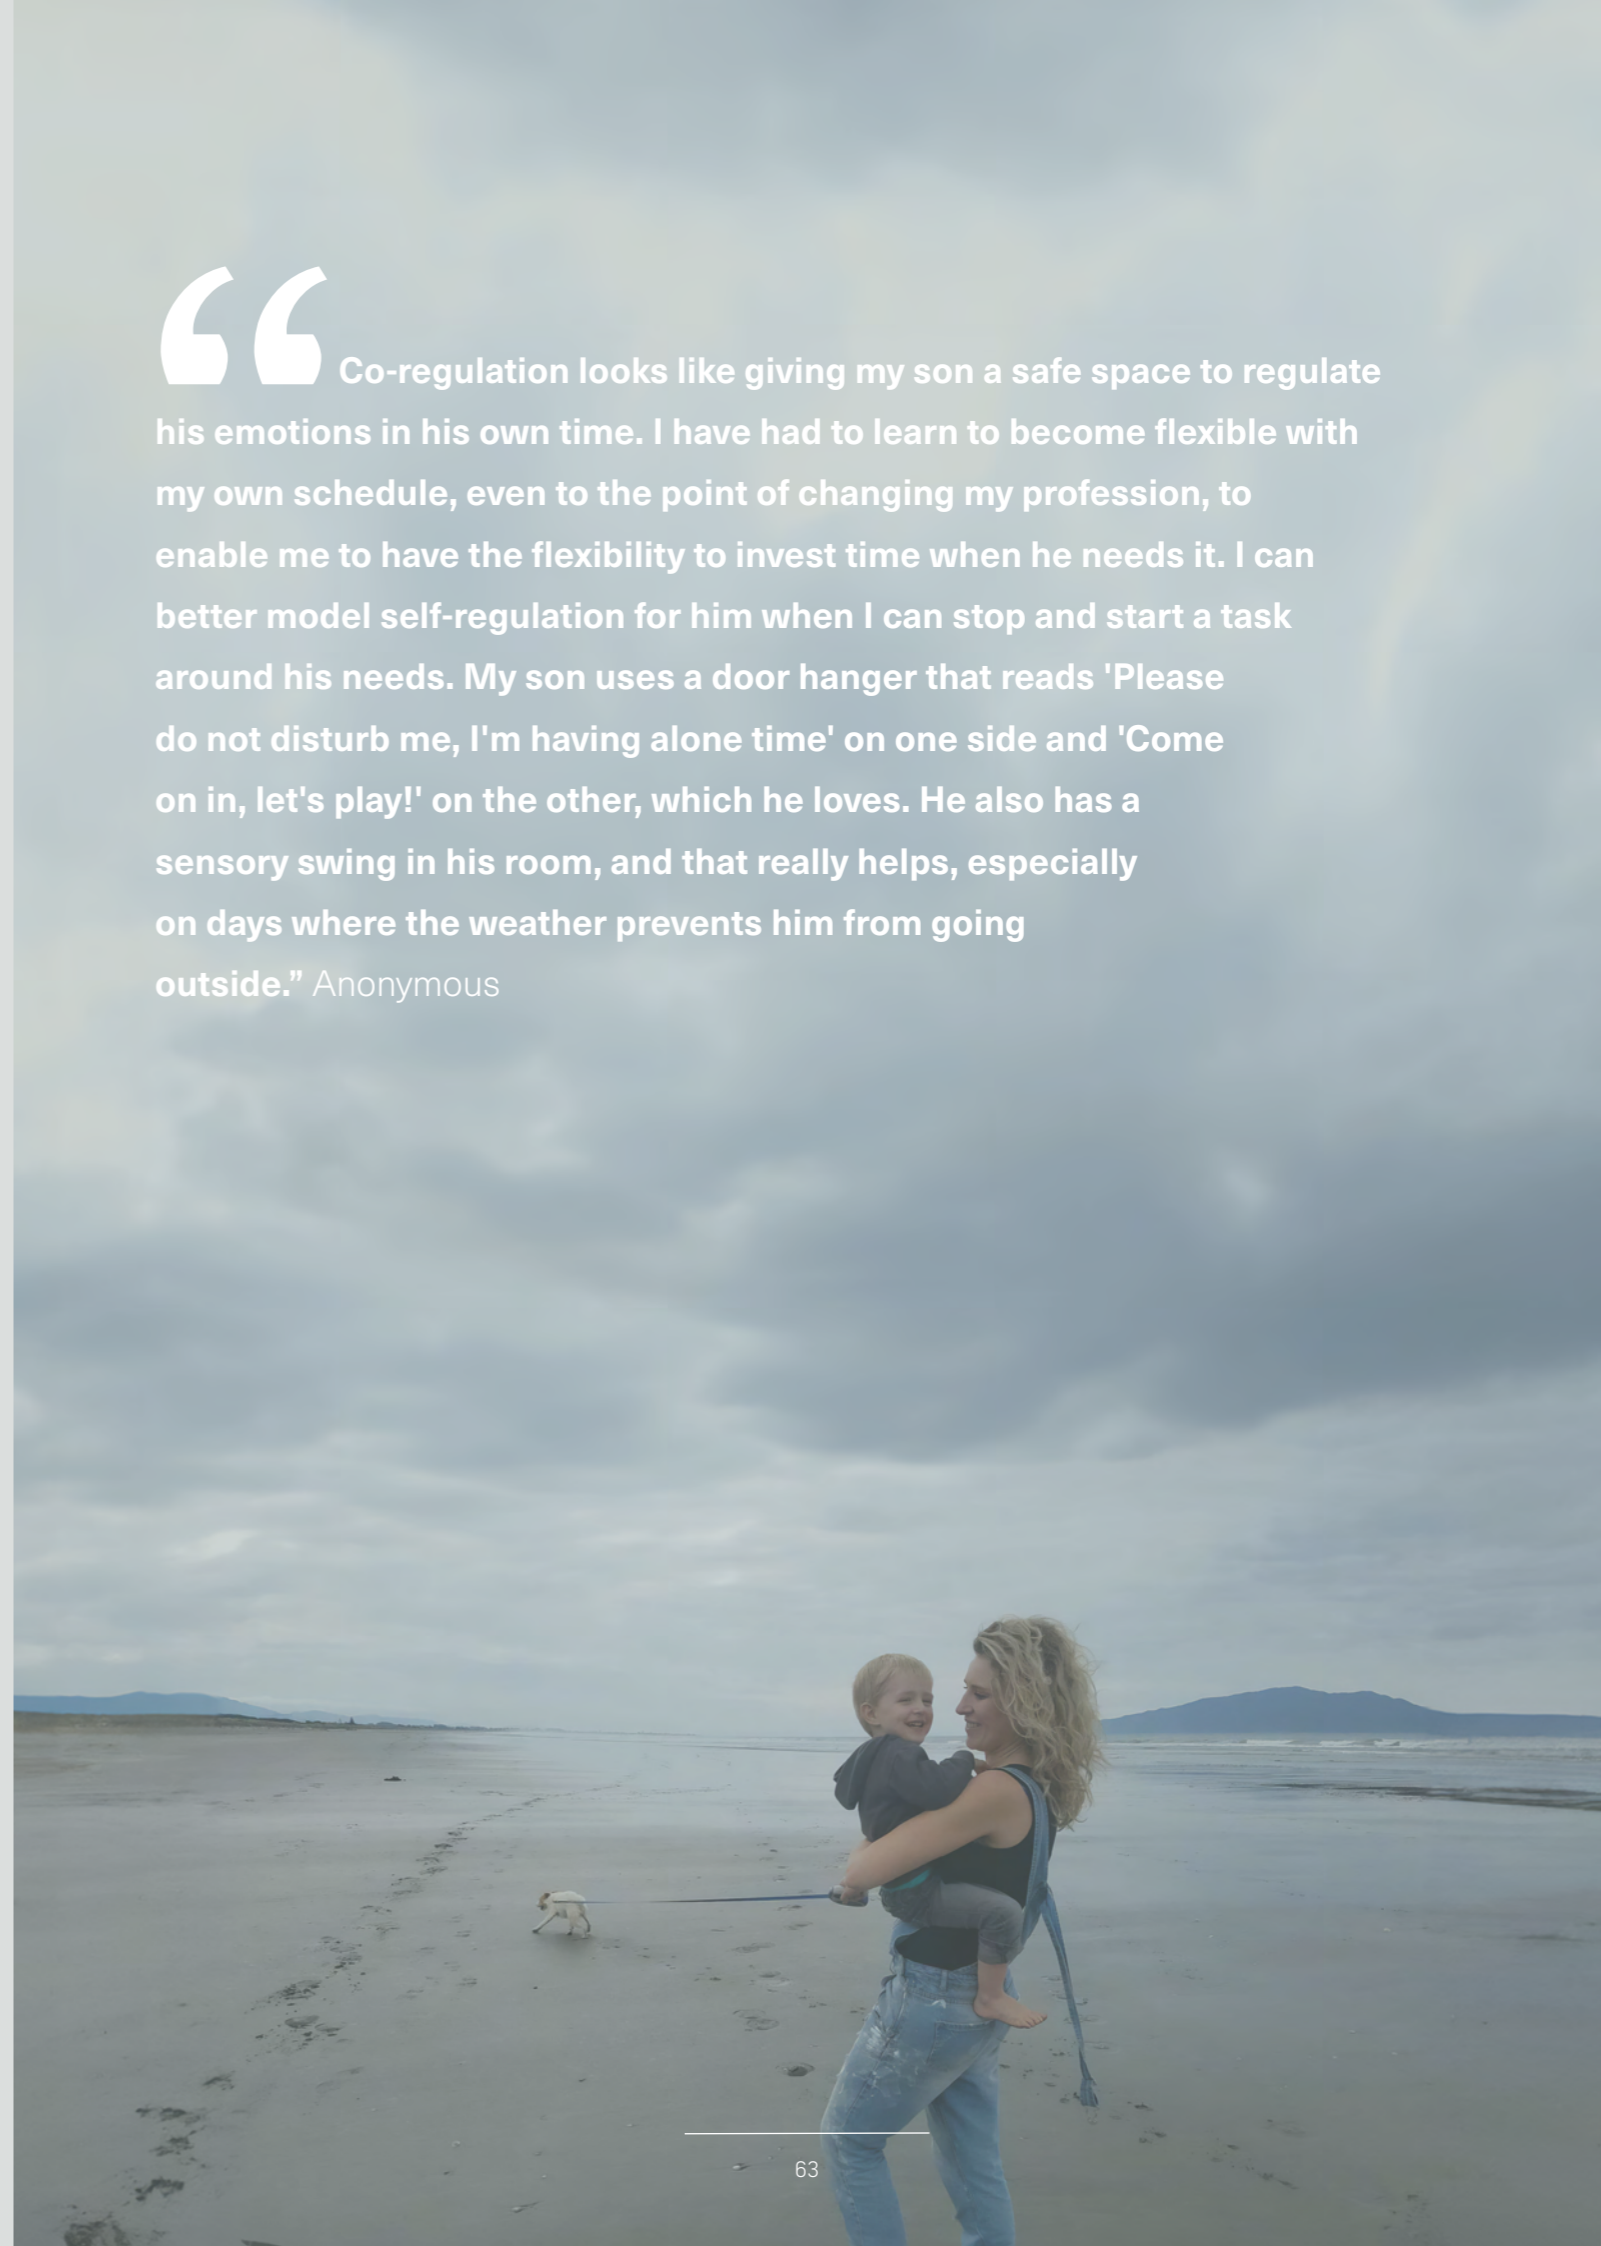 “Co-regulation looks like giving my son a safe space to regulate
his emotions in his own time. I have had to learn to become flexible with
my own schedule, even to the point of changing my profession, to
enable me to have the flexibility to invest time when he needs it. I can
better model self-regulation for him when I can stop and start a task
around his needs. My son uses a door hanger that reads 'Please
do not disturb me, I'm having alone time' on one side and 'Come
on in, let's play!' on the other, which he loves. He also has a
sensory swing in his room, and that really helps, especially
on days where the weather prevents him from going
outside.” Anonymous
63